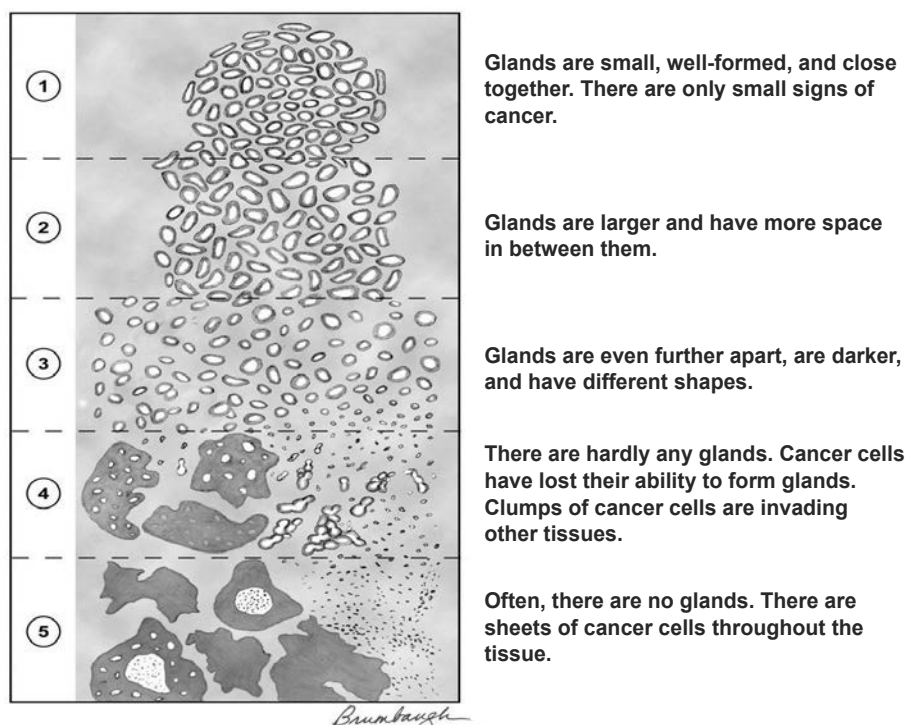 1
Glands are small, well-formed, and close
together. There are only small signs of
cancer.
2
Glands are larger and have more space
in between them.
3
Glands are even further apart, are darker,
and have different shapes.
4
There are hardly any glands. Cancer cells
have lost their ability to form glands.
Clumps of cancer cells are invading
other tissues.
5
Often, there are no glands. There are
sheets of cancer cells throughout the
tissue.
Brumbaugh